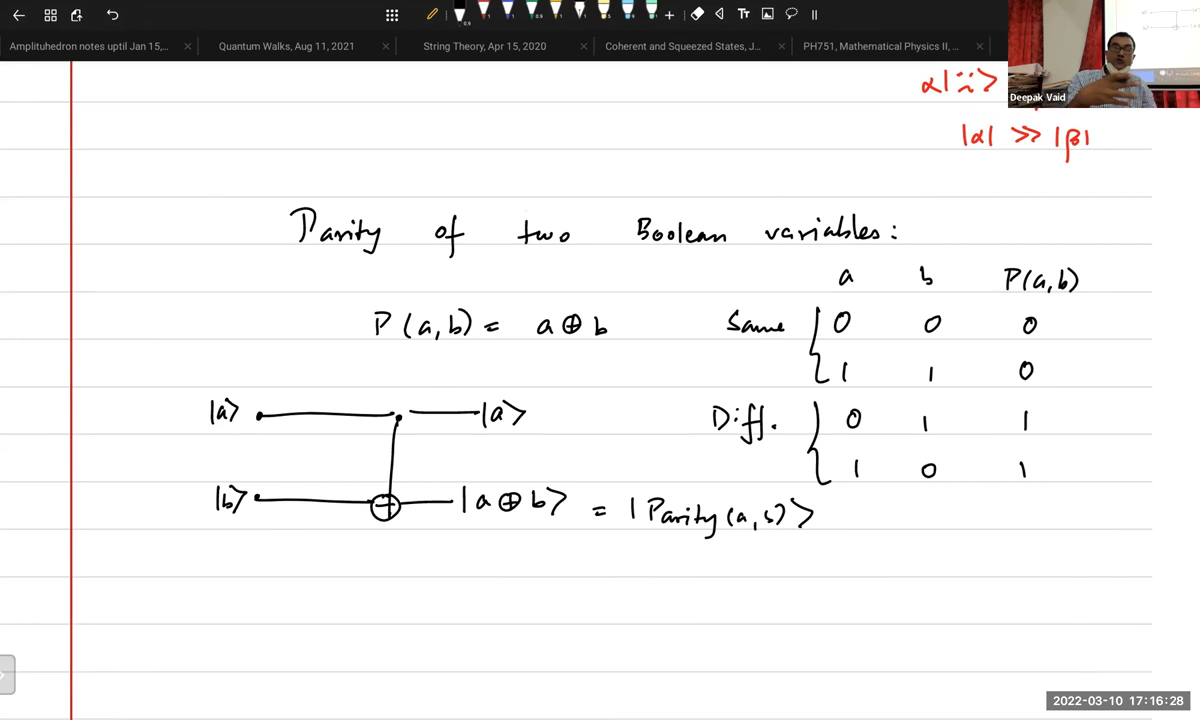 Amplituhedron notes uptil Jan 15,... × Quantum Walks, Aug 11, 2021 × String Theory, Apr 15, 2020 × Coherent and Squeezed States, J... × PH751, Mathematical Physics II, ... ×
Deepak Vaid
|α| >> |β|
Parity of two Boolean variables:
a b P(a,b)
P(a,b) = a ⊕ b Same 0 0 0
1 1 0
|a> |a> Diff. 0 1 1
1 0 1
|b> |a ⊕ b> = | Parity(a,b) >
2022-03-10 17:16:28